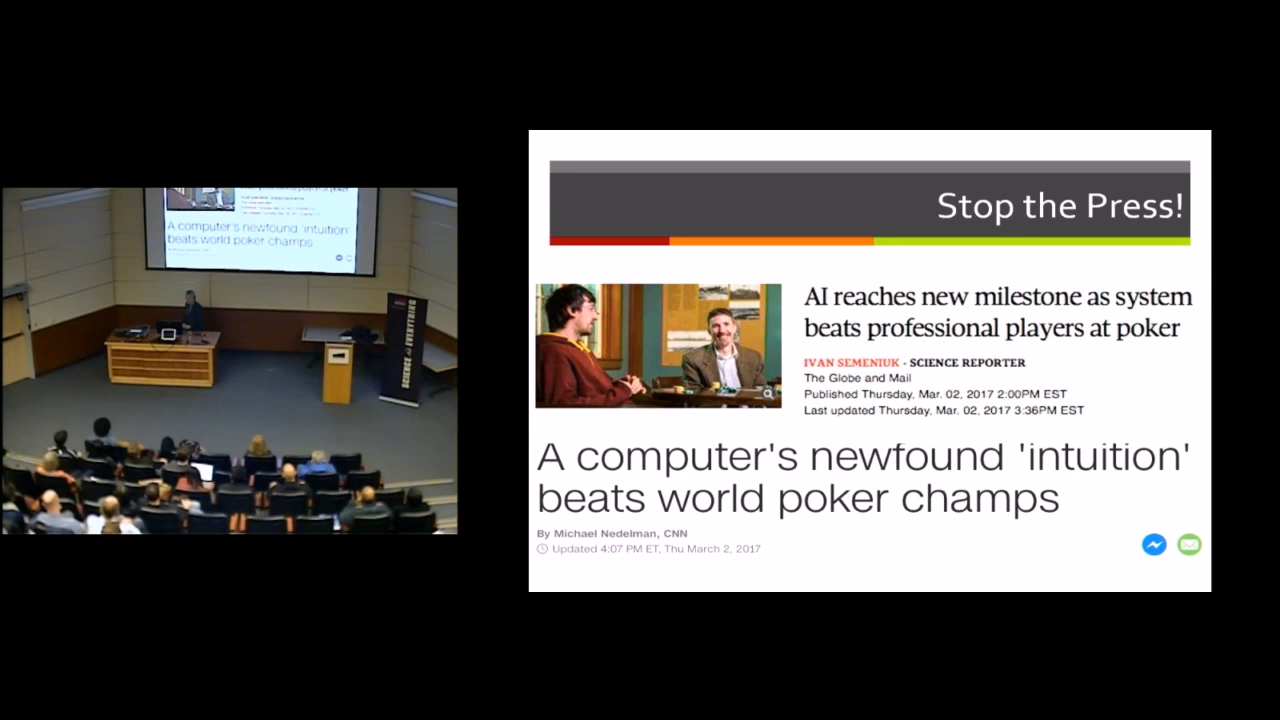 A computer's newfound 'intuition'
beats world poker champs
SCIENCE of EVERYTHING
Stop the Press!
AI reaches new milestone as system
beats professional players at poker
IVAN SEMENIUK - SCIENCE REPORTER
The Globe and Mail
Published Thursday, Mar. 02, 2017 2:00PM EST
Last updated Thursday, Mar. 02, 2017 3:36PM EST
A computer's newfound 'intuition'
beats world poker champs
By Michael Nedelman, CNN
Updated 4:07 PM ET, Thu March 2, 2017